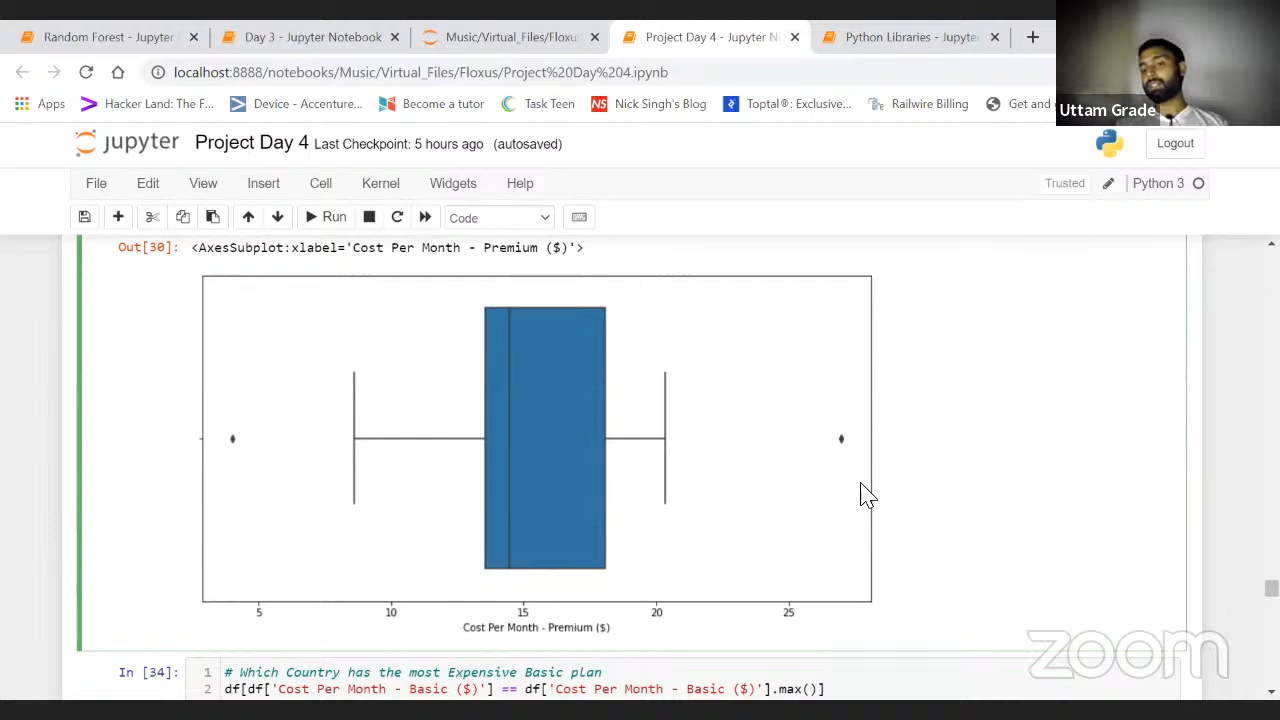 Random Forest - Jupyter
Day 3 - Jupyter Notebook
Music/Virtual_Files/Floxus
Project Day 4 - Jupyter N
Python Libraries - Jupyte
localhost:8888/notebooks/Music/Virtual_Files/Floxus/Project%20Day%204.ipynb
Apps
Hacker Land: The F...
Device - Accenture...
Become a Tutor
Task Teen
NS Nick Singh's Blog
Toptal®: Exclusive...
Railwire Billing
Get and
Uttam Grade
jupyter Project Day 4 Last Checkpoint: 5 hours ago (autosaved)
Logout
File Edit View Insert Cell Kernel Widgets Help
Trusted
Python 3
Run
Code
Out[30]: <AxesSubplot:xlabel='Cost Per Month - Premium ($)'>
5 10 15 20 25
Cost Per Month - Premium ($)
zoom
In [34]: 1 # Which Country has the most Expensive Basic plan
2 df[df['Cost Per Month - Basic ($)'] == df['Cost Per Month - Basic ($)'].max()]